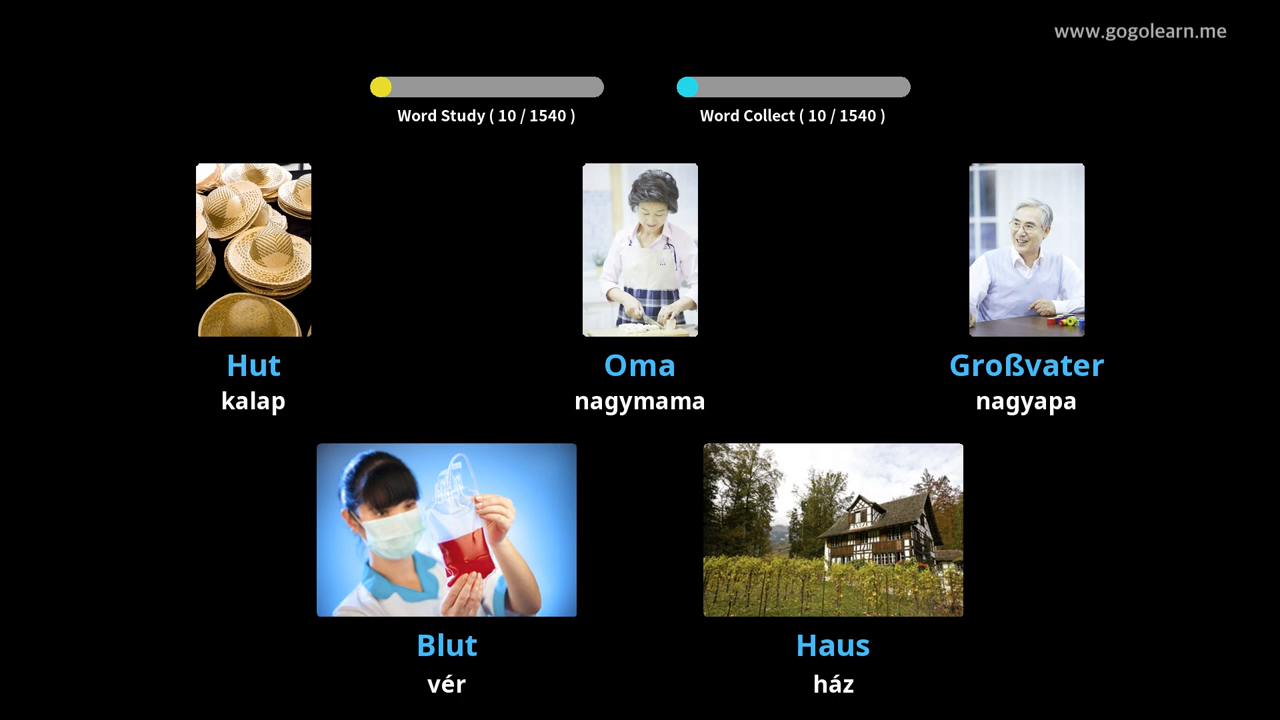 www.gogolearn.me
Word Study ( 10 / 1540 )
Word Collect ( 10 / 1540 )
Hut
kalap
Oma
nagymama
Großvater
nagyapa
Blut
vér
Haus
ház